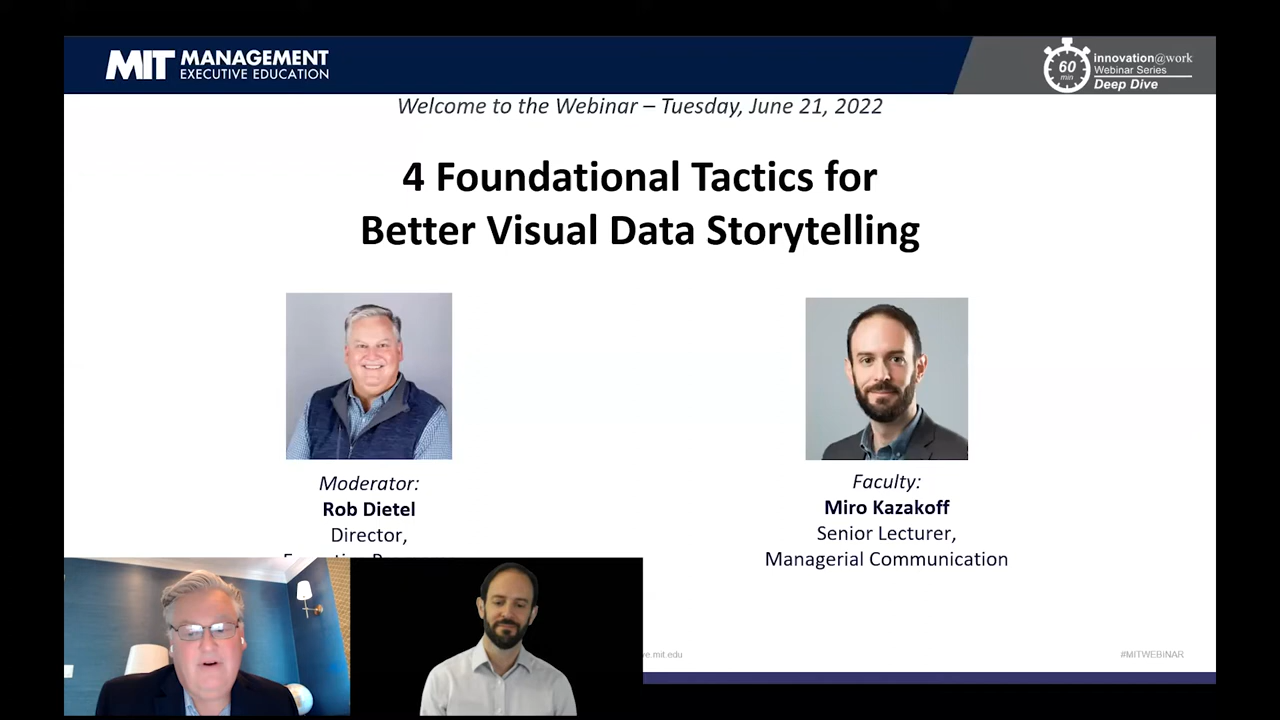 MIT MANAGEMENT
EXECUTIVE EDUCATION
60
min
innovation@work
Webinar Series
Deep Dive
Welcome to the Webinar – Tuesday, June 21, 2022
4 Foundational Tactics for
Better Visual Data Storytelling
Moderator:
Rob Dietel
Director,
Faculty:
Miro Kazakoff
Senior Lecturer,
Managerial Communication
.mit.edu
#MITWEBINAR